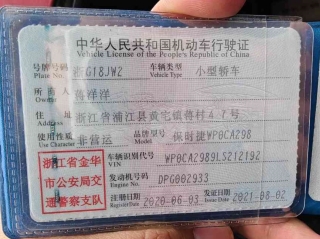 中华人民共和国机动车行驶证
Vehicle License of the People's Republic of China
号牌号码 浙G18JW2 车辆类型 小型轿车
Plate No. Vehicle Type
所有人 蒋洋洋
Owner
住址 浙江省浦江县黄宅镇蒋村47号
Address
使用性质 非营运 品牌型号 保时捷WP0CA298
Use Character Model
浙江省金华
市公安局交
通警察支队
车辆识别代号 WP0CA2989LS212192
VIN
发动机号码 DPG002933
Engine No.
注册日期 2020-06-03 发证日期 2021-08-02
Register Date Issue Date